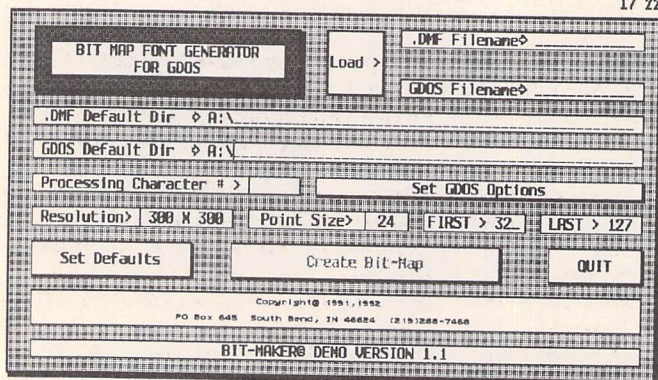 17 22
BIT MAP FONT GENERATOR
FOR GDOS
Load >
.DMF Filename◊ ____________
GDOS Filename◊ ____________
.DMF Default Dir ◊ A:\
GDOS Default Dir ◊ A:\
Processing Character # >
Set GDOS Options
Resolution> 300 X 300 Point Size> 24 FIRST > 32_ LAST > 127
Set Defaults Create Bit-Map QUIT
Copyright@ 1991,1992
PO Box 645 South Bend, IN 46624 (219)288-7468
BIT-MAKER® DEMO VERSION 1.1